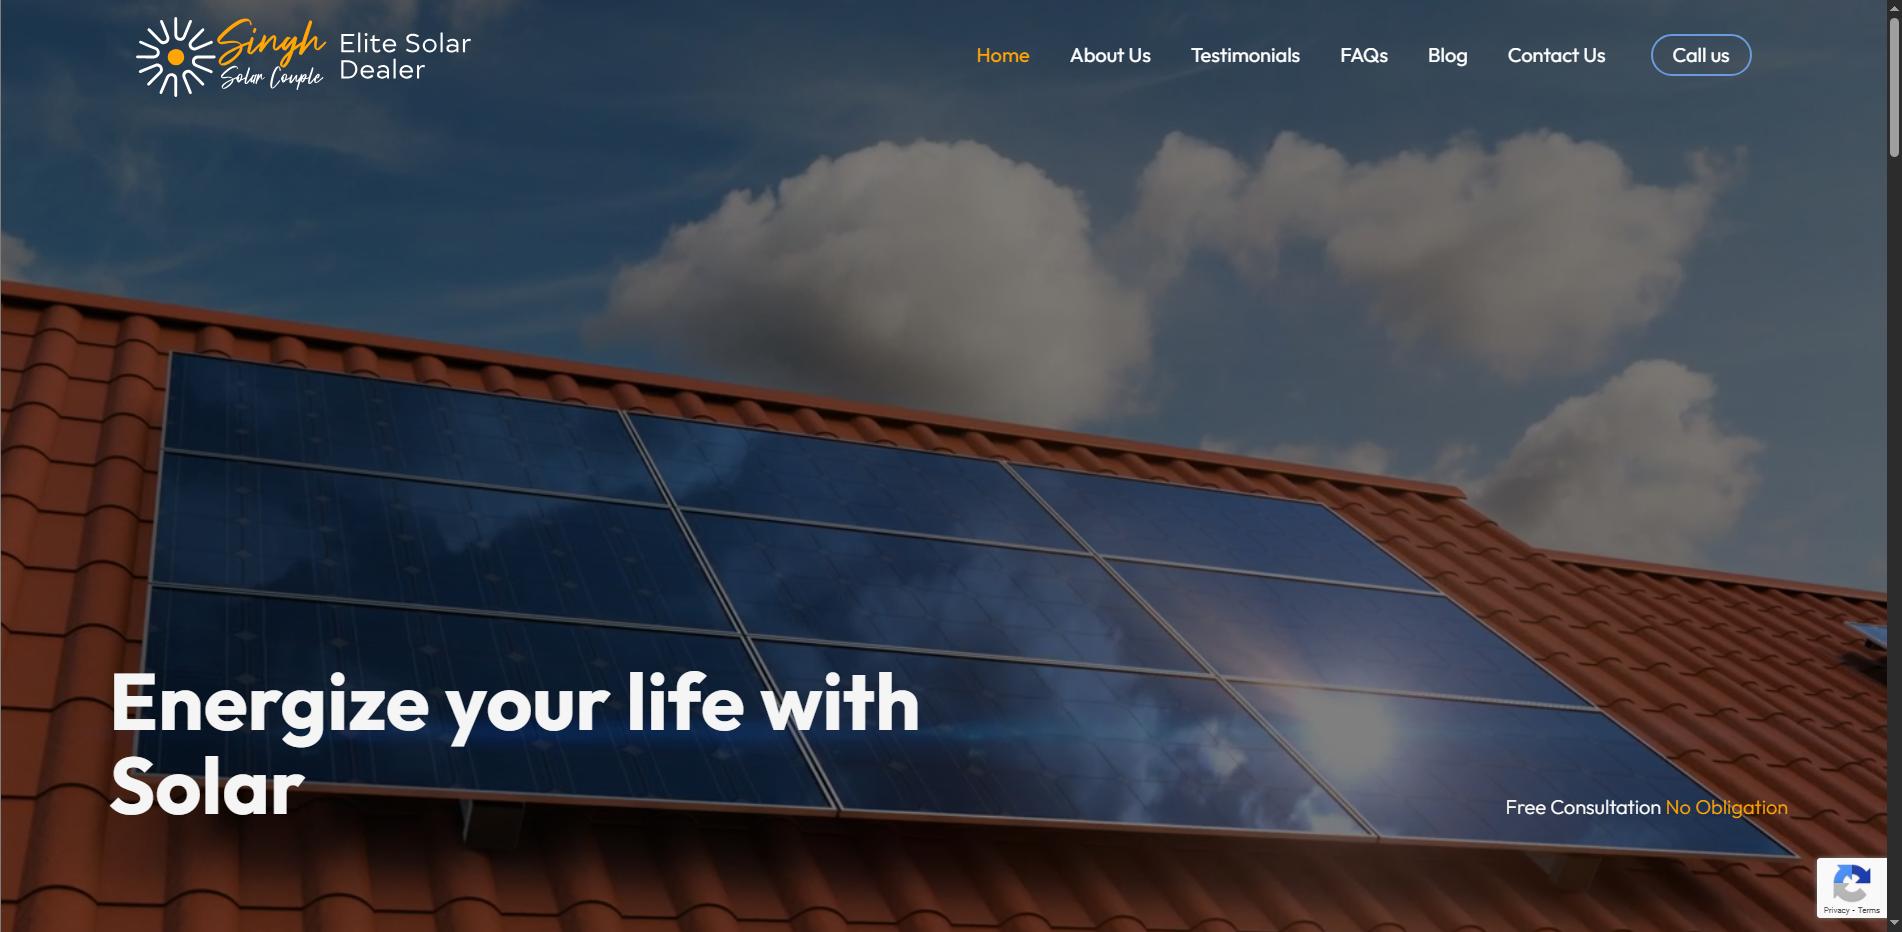 Singh
Solar Couple
Elite Solar
Dealer
Home
About Us
Testimonials
FAQs
Blog
Contact Us
Call us
Energize your life with
Solar
Free Consultation No Obligation
Privacy - Terms